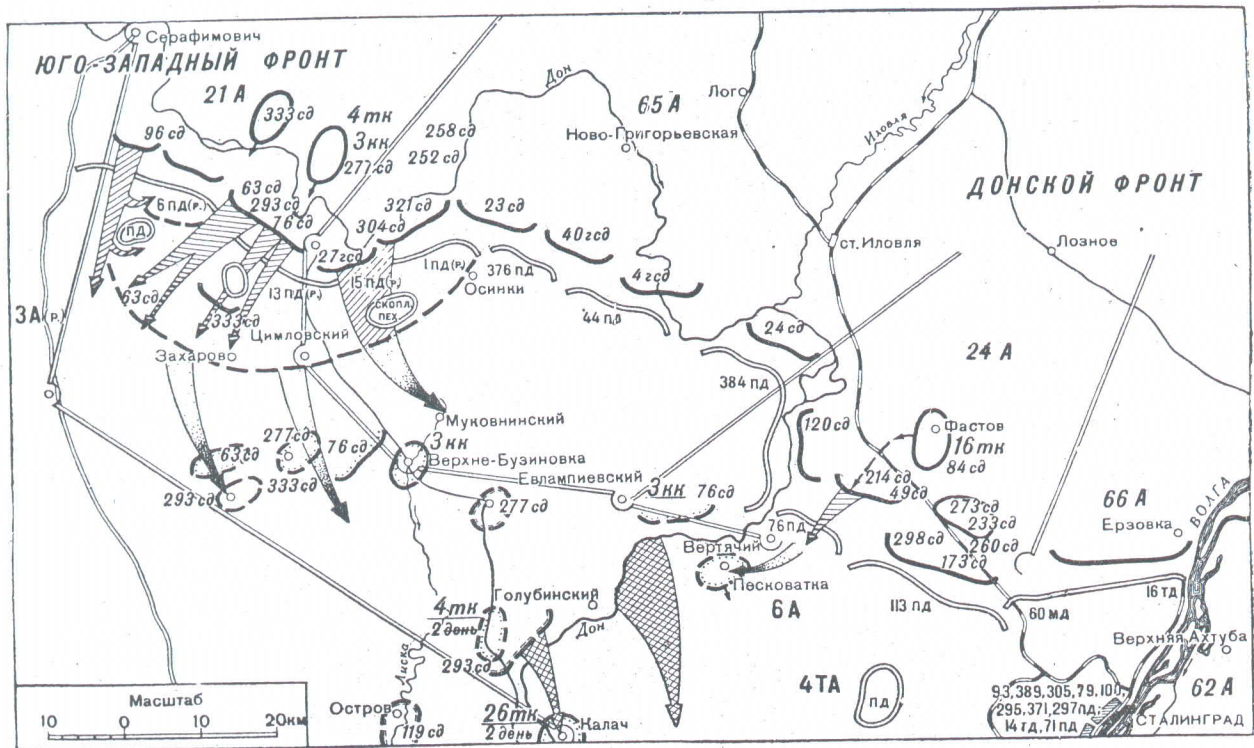 Серафимович
ЮГО-ЗАПАДНЫЙ ФРОНТ
21 А
333 сд
4 тк
3 кк
277 сд
258 сд
252 сд
Дон
65 А
Лого
Ново-Григорьевская
Иловля
ДОНСКОЙ ФРОНТ
96 сд
6 ПД (Р.)
ПД
63 сд
293 сд
76 сд
321 сд
304 сд
23 сд
40 гсд
27 гсд
4 гсд
ст. Иловля
Лозное
1 ПД (Р.)
376 ПД
Осинки
13 ПД (Р.)
15 ПД (Р.)
СКОПЛ.
ПЕХ.
44 ПД
63 сд
333 сд
3А (Р.)
Цимловский
Захарово
24 сд
24 А
384 ПД
Муковнинский
120 сд
Фастов
16 тк
84 сд
277 сд
76 сд
3 кк
Верхне-Бузиновка
63 сд
333 сд
293 сд
Евлампиевский
277 сд
3 кк
76 сд
214 сд
49 сд
273 сд
233 сд
66 А
Ерзовка
ВОЛГА
76 ПД
298 сд
260 сд
173 сд
Вертячий
Песковатка
6 А
113 ПД
60 МД
16 ТД
Голубинский
Дон
4 тк
2 день
293 сд
Лиска
Верхняя Ахтуба
4 ТА
ПД
62 А
93, 389, 305, 79, 100,
295, 371, 297 ПД;
14 тд, 71 ПД
СТАЛИНГРАД
Остров
119 сд
26 тк
2 день
Калач
Масштаб
10 0 10 20 км